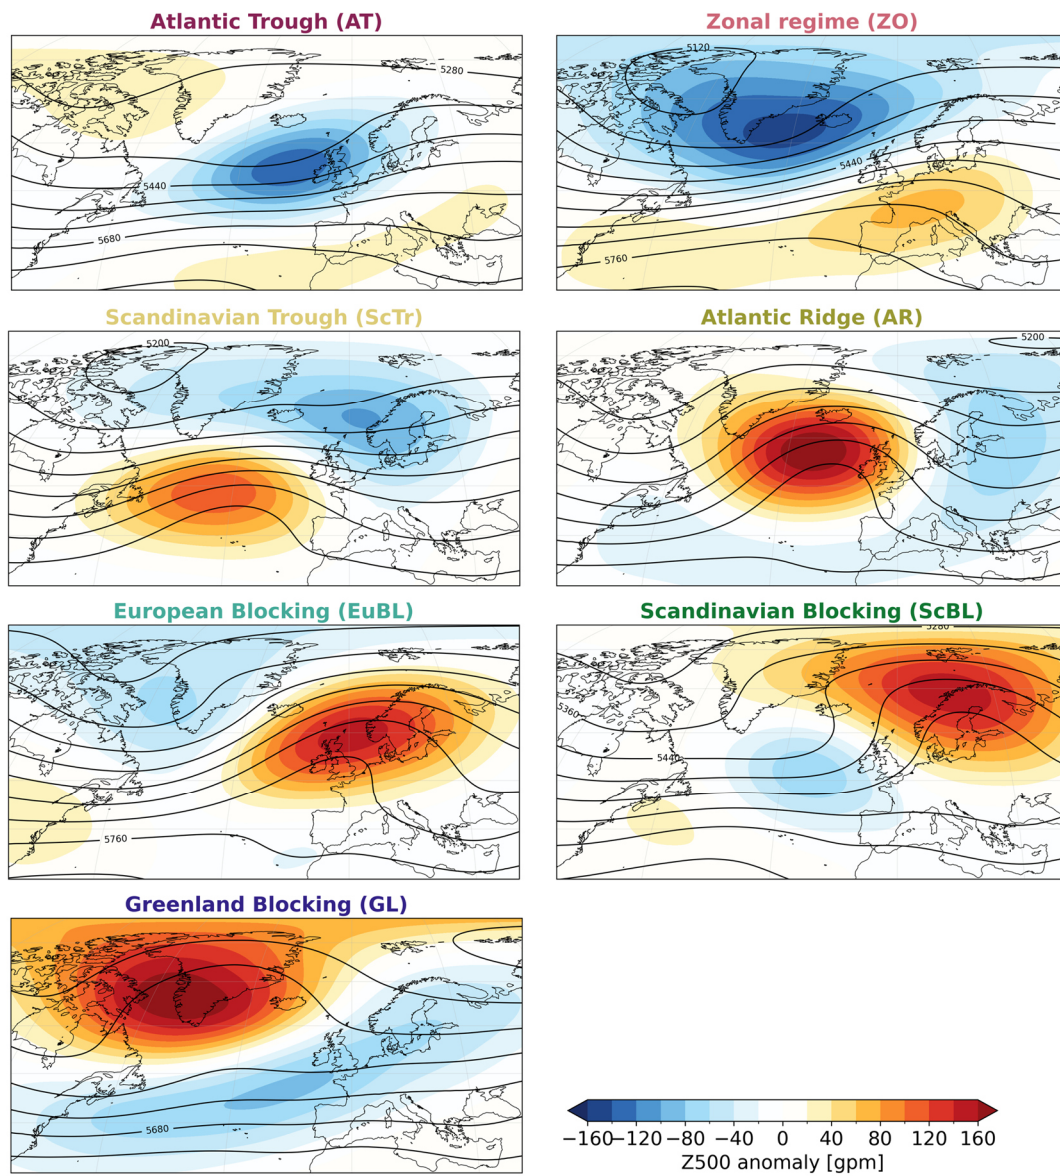 Atlantic Trough (AT)
Zonal regime (ZO)
5280
5440
5680
5120
5440
5760
Scandinavian Trough (ScTr)
Atlantic Ridge (AR)
5200
5200
European Blocking (EuBL)
Scandinavian Blocking (ScBL)
5760
5280
5360
5440
Greenland Blocking (GL)
5680
−160 −120 −80 −40 0 40 80 120 160
Z500 anomaly [gpm]